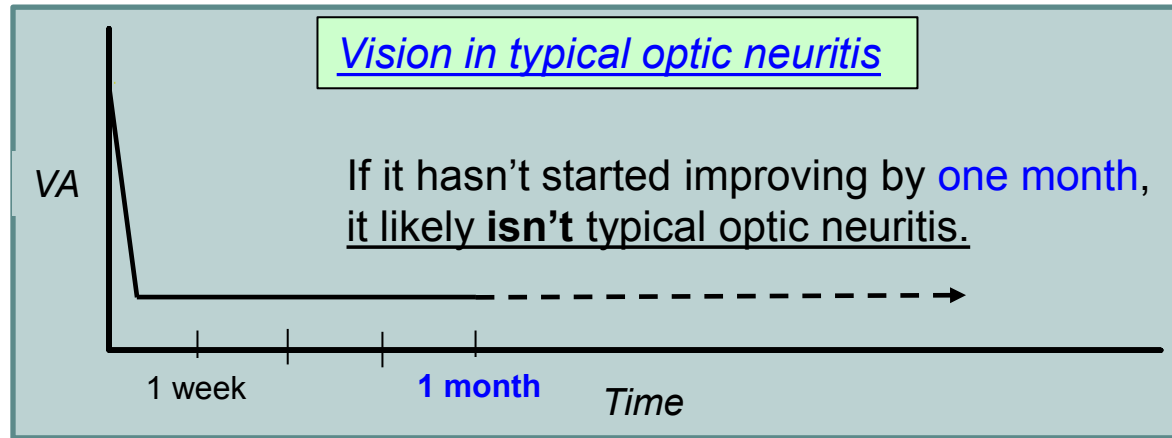 Vision in typical optic neuritis
VA
If it hasn’t started improving by one month,
it likely isn’t typical optic neuritis.
1 week
1 month
Time